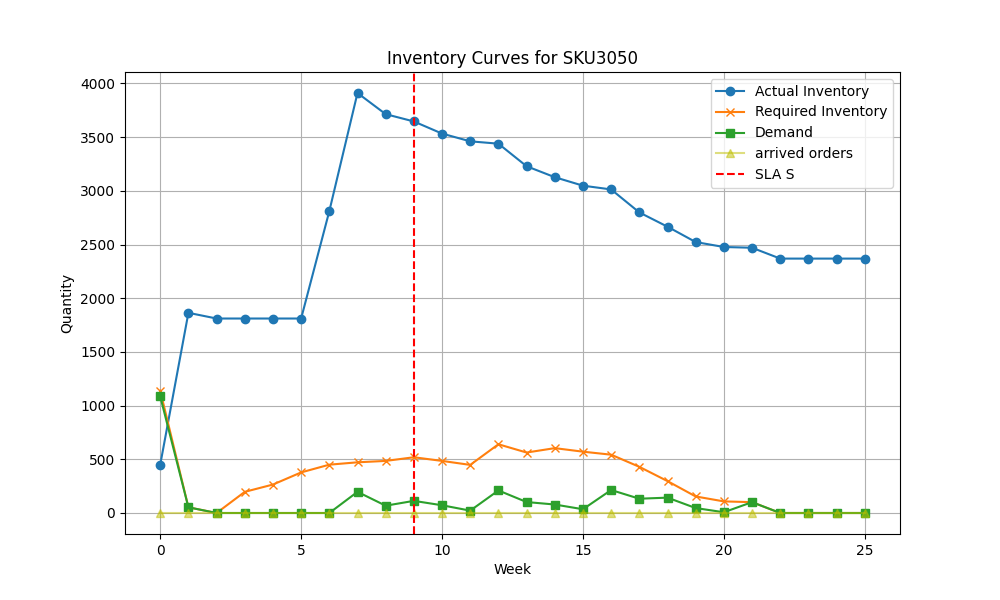 Inventory Curves for SKU3050
4000
3500
3000
2500
2000
1500
1000
500
0
Quantity
Actual Inventory
Required Inventory
Demand
arrived orders
SLA S
0 5 10 15 20 25
Week